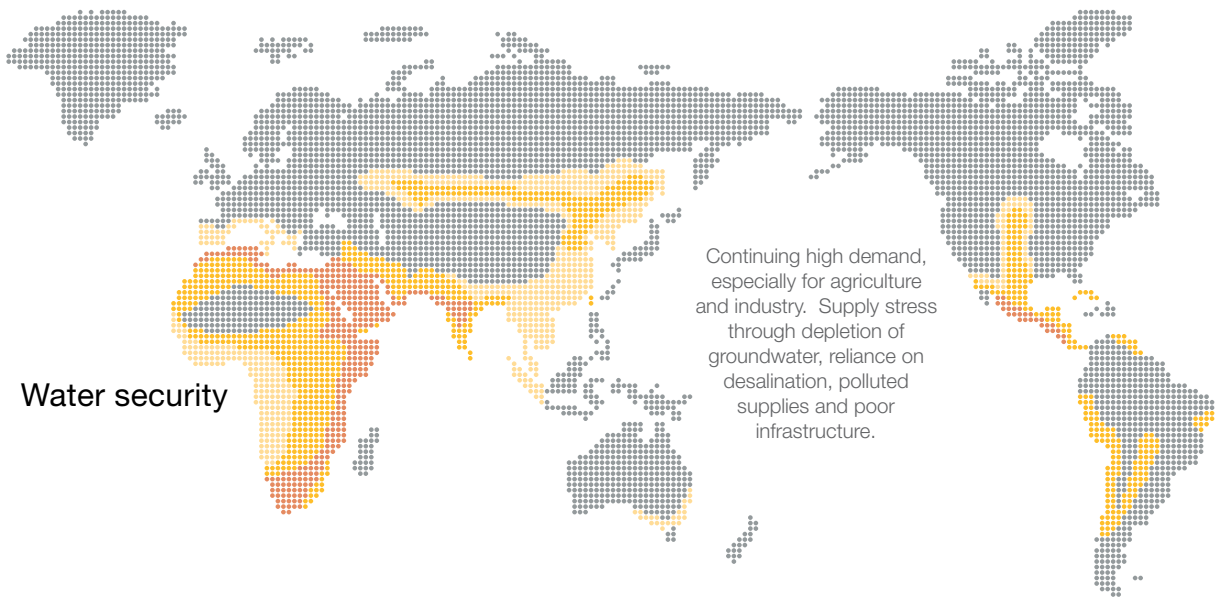 Continuing high demand,
especially for agriculture
and industry.  Supply stress
through depletion of
groundwater, reliance on
desalination, polluted
supplies and poor
infrastructure.
Water security